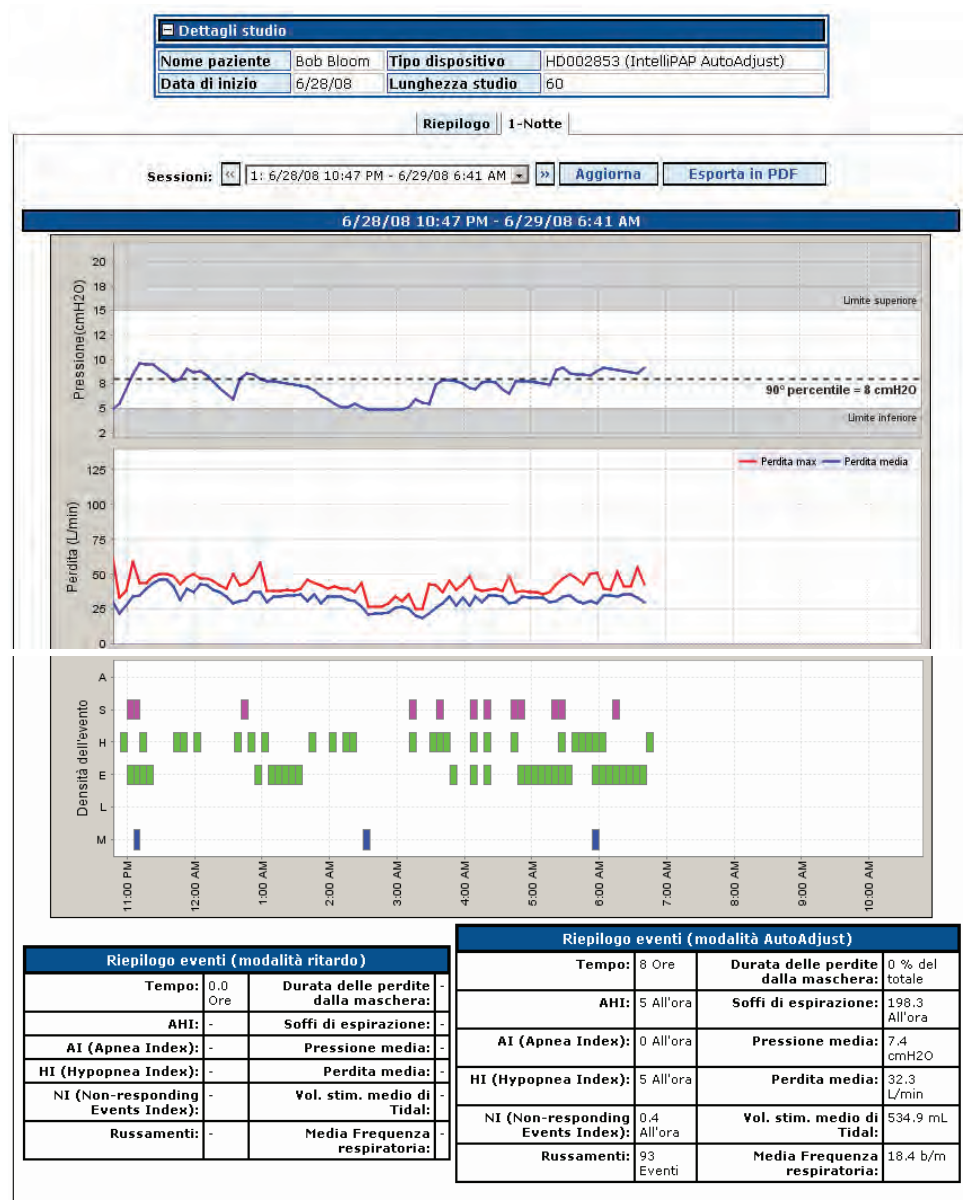 Dettagli studio
Nome paziente Bob Bloom Tipo dispositivo HD002853 (IntelliPAP AutoAdjust)
Data di inizio 6/28/08 Lunghezza studio 60
Riepilogo 1-Notte
Sessioni: « 1: 6/28/08 10:47 PM - 6/29/08 6:41 AM » Aggiorna Esporta in PDF
6/28/08 10:47 PM - 6/29/08 6:41 AM
Pressione(cmH2O)
20
18
15
12
10
8
5
2
Limite superiore
90° percentile = 8 cmH2O
Limite inferiore
Perdita (L/min)
125
100
75
50
25
0
Perdita max Perdita media
Densità dell'evento
A
S
H
E
L
M
11:00 PM 12:00 AM 1:00 AM 2:00 AM 3:00 AM 4:00 AM 5:00 AM 6:00 AM 7:00 AM 8:00 AM 9:00 AM 10:00 AM
Riepilogo eventi (modalità ritardo)
Tempo: 0.0 Ore Durata delle perdite dalla maschera: -
AHI: - Soffi di espirazione: -
AI (Apnea Index): - Pressione media: -
HI (Hypopnea Index): - Perdita media: -
NI (Non-responding Events Index): - Vol. stim. medio di Tidal: -
Russamenti: - Media Frequenza respiratoria: -
Riepilogo eventi (modalità AutoAdjust)
Tempo: 8 Ore Durata delle perdite dalla maschera: 0 % del totale
AHI: 5 All'ora Soffi di espirazione: 198.3 All'ora
AI (Apnea Index): 0 All'ora Pressione media: 7.4 cmH2O
HI (Hypopnea Index): 5 All'ora Perdita media: 32.3 L/min
NI (Non-responding Events Index): 0.4 All'ora Vol. stim. medio di Tidal: 534.9 mL
Russamenti: 93 Eventi Media Frequenza respiratoria: 18.4 b/m